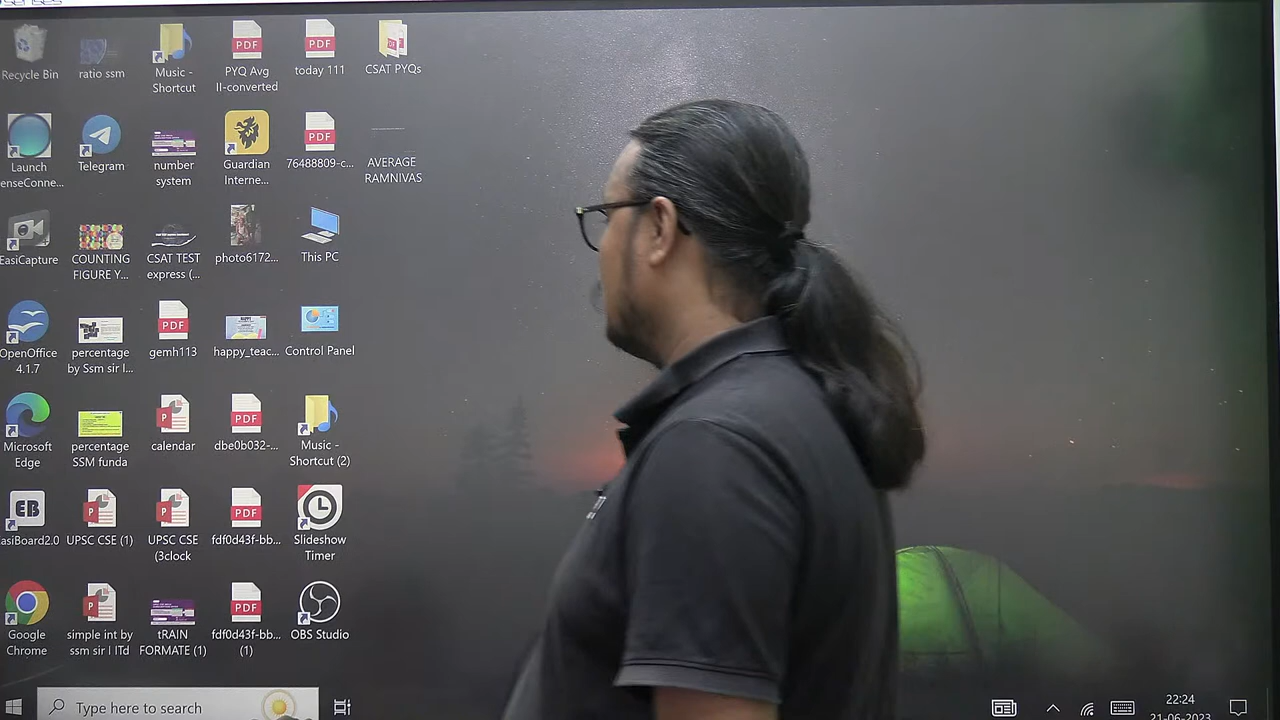 Recycle Bin
ratio ssm
Music -
Shortcut
PYQ Avg
II-converted
today 111
CSAT PYQs
Launch
enseConne...
Telegram
number
system
Guardian
Interne...
76488809-c...
AVERAGE
RAMNIVAS
EasiCapture
COUNTING
FIGURE Y...
CSAT TEST
express (...
photo6172...
This PC
OpenOffice
4.1.7
percentage
by Ssm sir l...
PDF
gemh113
happy_teac...
Control Panel
Microsoft
Edge
percentage
SSM funda
calendar
PDF
dbe0b032-...
Music -
Shortcut (2)
EB
asiBoard2.0
UPSC CSE (1)
UPSC CSE
(3clock
PDF
fdf0d43f-bb...
Slideshow
Timer
Google
Chrome
simple int by
ssm sir l ITd
tRAIN
FORMATE (1)
PDF
fdf0d43f-bb...
(1)
OBS Studio
Type here to search
22:24
21-06-2023